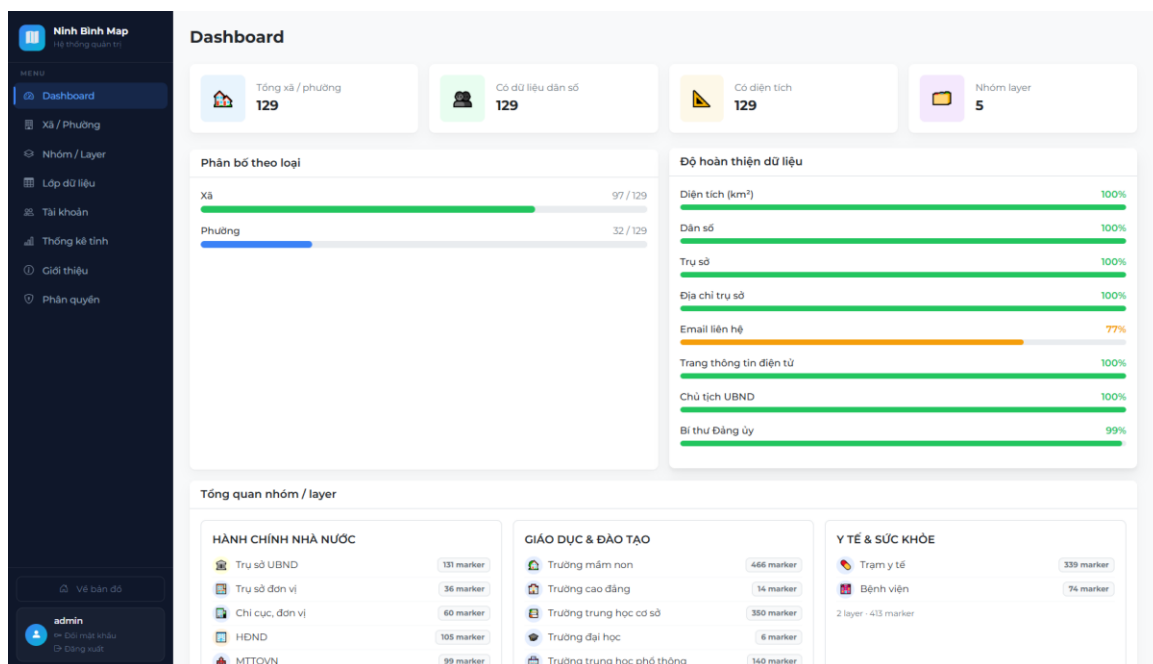 Ninh Bình Map
Hệ thống quản trị
MENU
Dashboard
Xã / Phường
Nhóm / Layer
Lớp dữ liệu
Tài khoản
Thống kê tỉnh
Giới thiệu
Phân quyền
Về bản đồ
admin
Đổi mật khẩu
Đăng xuất
Dashboard
Tổng xã / phường
129
Có dữ liệu dân số
129
Có diện tích
129
Nhóm layer
5
Phân bố theo loại
Xã 97 / 129
Phường 32 / 129
Độ hoàn thiện dữ liệu
Diện tích (km²) 100%
Dân số 100%
Trụ sở 100%
Địa chỉ trụ sở 100%
Email liên hệ 77%
Trang thông tin điện tử 100%
Chủ tịch UBND 100%
Bí thư Đảng ủy 99%
Tổng quan nhóm / layer
HÀNH CHÍNH NHÀ NƯỚC
Trụ sở UBND 131 marker
Trụ sở đơn vị 36 marker
Chi cục, đơn vị 60 marker
HĐND 105 marker
MTTQVN 99 marker
GIÁO DỤC & ĐÀO TẠO
Trường mầm non 466 marker
Trường cao đẳng 14 marker
Trường trung học cơ sở 350 marker
Trường đại học 6 marker
Trường trung học phổ thông 140 marker
Y TẾ & SỨC KHỎE
Trạm y tế 339 marker
Bệnh viện 74 marker
2 layer · 413 marker